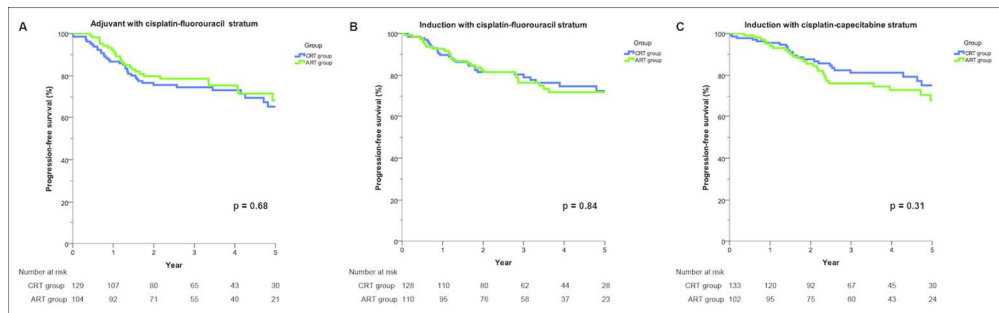 A
Adjuvant with cisplatin-fluorouracil stratum
Group
CRT group
ART group
Progression-free survival (%)
100
80
60
40
20
0
p = 0.68
0 1 2 3 4 5
Year
Number at risk
CRT group 129 107 80 65 43 30
ART group 104 92 71 55 40 21
B
Induction with cisplatin-fluorouracil stratum
Group
CRT group
ART group
Progression-free survival (%)
100
80
60
40
20
0
p = 0.84
0 1 2 3 4 5
Year
Number at risk
CRT group 128 110 80 62 44 28
ART group 110 95 76 58 37 23
C
Induction with cisplatin-capecitabine stratum
Group
CRT group
ART group
Progression-free survival (%)
100
80
60
40
20
0
p = 0.31
0 1 2 3 4 5
Year
Number at risk
CRT group 133 120 92 67 45 30
ART group 102 95 75 60 43 24